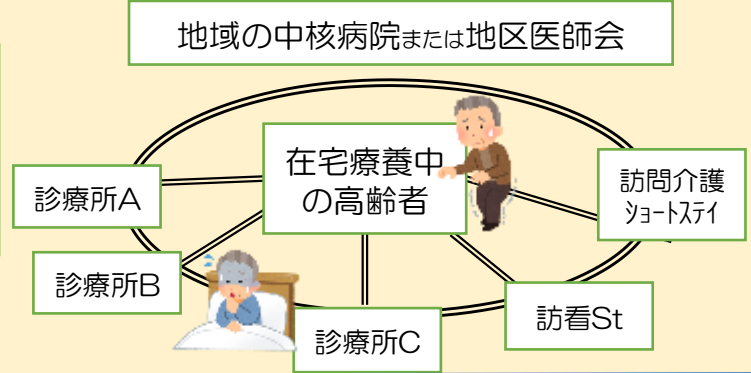 地域の中核病院または地区医師会
在宅療養中
の高齢者
診療所A
訪問介護
ｼｮｰﾄｽﾃｲ
診療所B
訪看St
診療所C